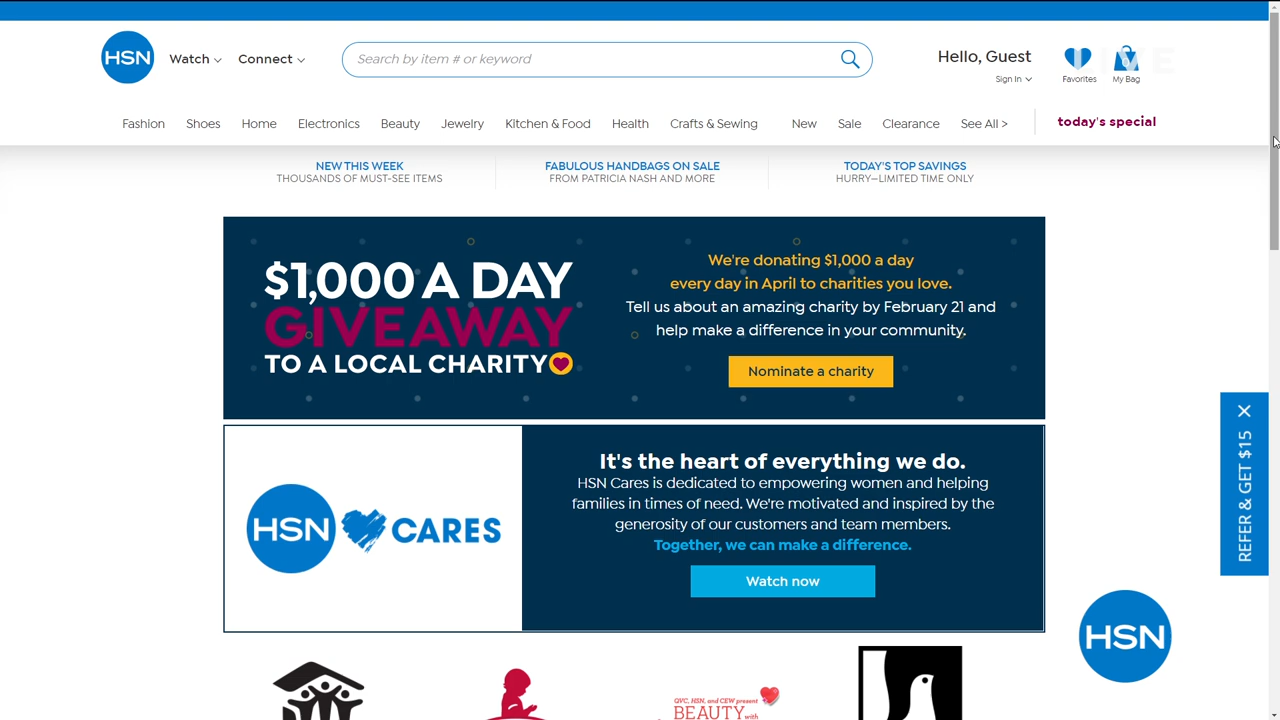 HSN
Watch
Connect
Search by item # or keyword
Hello, Guest
Sign In
Favorites
My Bag
Fashion
Shoes
Home
Electronics
Beauty
Jewelry
Kitchen & Food
Health
Crafts & Sewing
New
Sale
Clearance
See All >
today's special
NEW THIS WEEK
THOUSANDS OF MUST-SEE ITEMS
FABULOUS HANDBAGS ON SALE
FROM PATRICIA NASH AND MORE
TODAY'S TOP SAVINGS
HURRY—LIMITED TIME ONLY
$1,000 A DAY
GIVEAWAY
TO A LOCAL CHARITY
We're donating $1,000 a day
every day in April to charities you love.
Tell us about an amazing charity by February 21 and
help make a difference in your community.
Nominate a charity
HSN CARES
It's the heart of everything we do.
HSN Cares is dedicated to empowering women and helping
families in times of need. We're motivated and inspired by the
generosity of our customers and team members.
Together, we can make a difference.
Watch now
REFER & GET $15
HSN
QVC, HSN, and CEW present
BEAUTY with